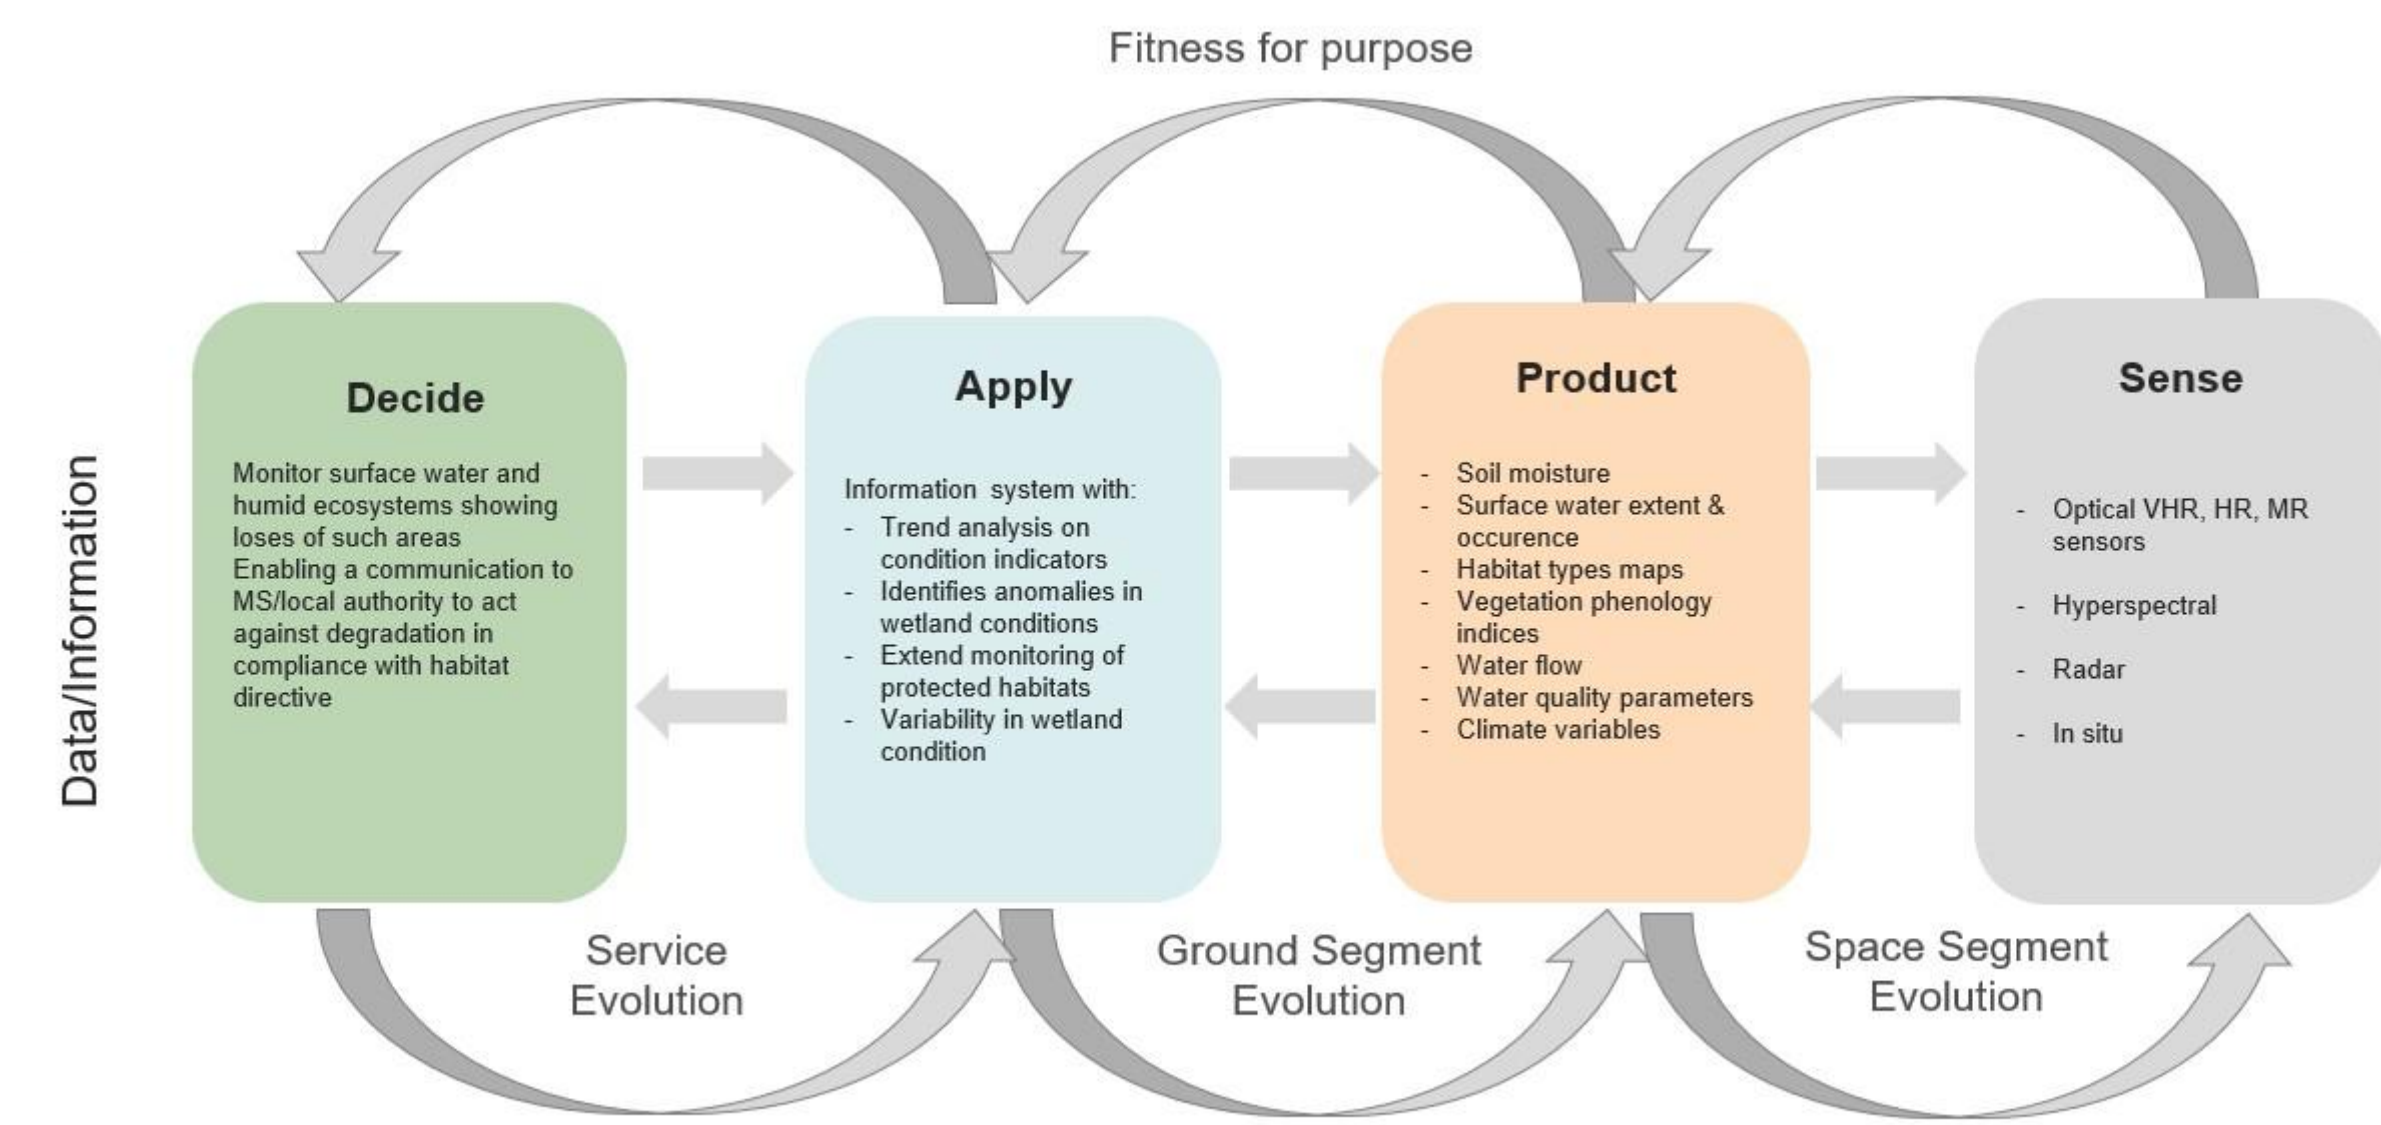 Fitness for purpose
Data/Information
Decide
Monitor surface water and
humid ecosystems showing
loses of such areas
Enabling a communication to
MS/local authority to act
against degradation in
compliance with habitat
directive
Apply
Information system with:
- Trend analysis on
condition indicators
- Identifies anomalies in
wetland conditions
- Extend monitoring of
protected habitats
- Variability in wetland
condition
Product
- Soil moisture
- Surface water extent &
occurence
- Habitat types maps
- Vegetation phenology
indices
- Water flow
- Water quality parameters
- Climate variables
Sense
- Optical VHR, HR, MR
sensors
- Hyperspectral
- Radar
- In situ
Service
Evolution
Ground Segment
Evolution
Space Segment
Evolution